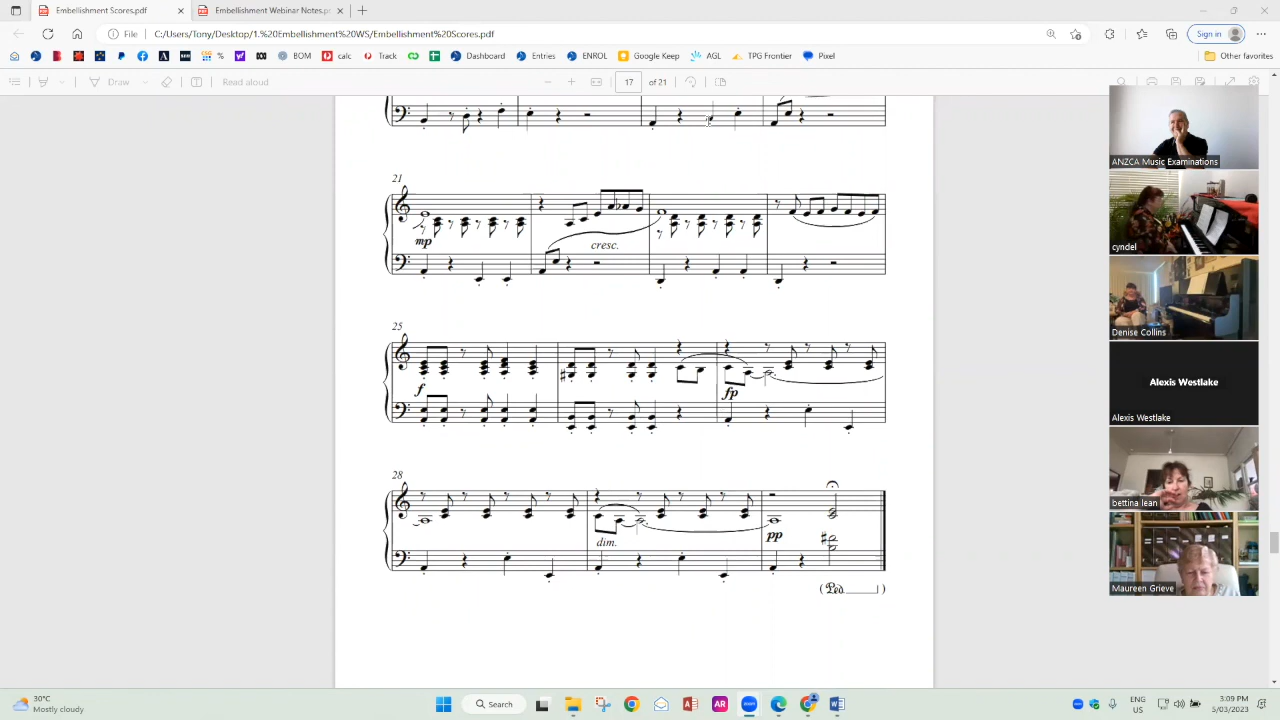 Embellishment Scores.pdf
Embellishment Webinar Notes.p
File
C:/Users/Tony/Desktop/1.%20Embellishment%20WS/Embellishment%20Scores.pdf
Sign in
%
BOM
calc
Track
Dashboard
Entries
ENROL
Google Keep
AGL
TPG Frontier
Pixel
Other favorites
Draw
Read aloud
17
of 21
ANZCA Music Examinations
21
mp
cresc.
cyndel
Denise Collins
25
f
fp
Alexis Westlake
Alexis Westlake
28
dim.
pp
bettina lean
(Ped. )
Maureen Grieve
30°C
Mostly cloudy
Search
AR
zoom
ENG
US
3:09 PM
5/03/2023